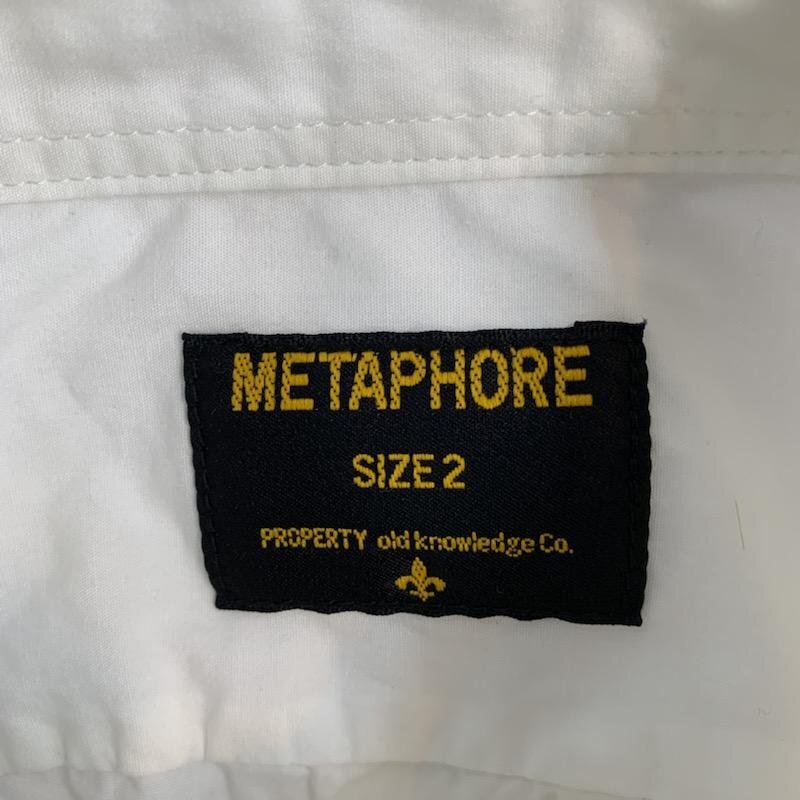 METAPHORE
SIZE 2
PROPERTY old knowledge Co.